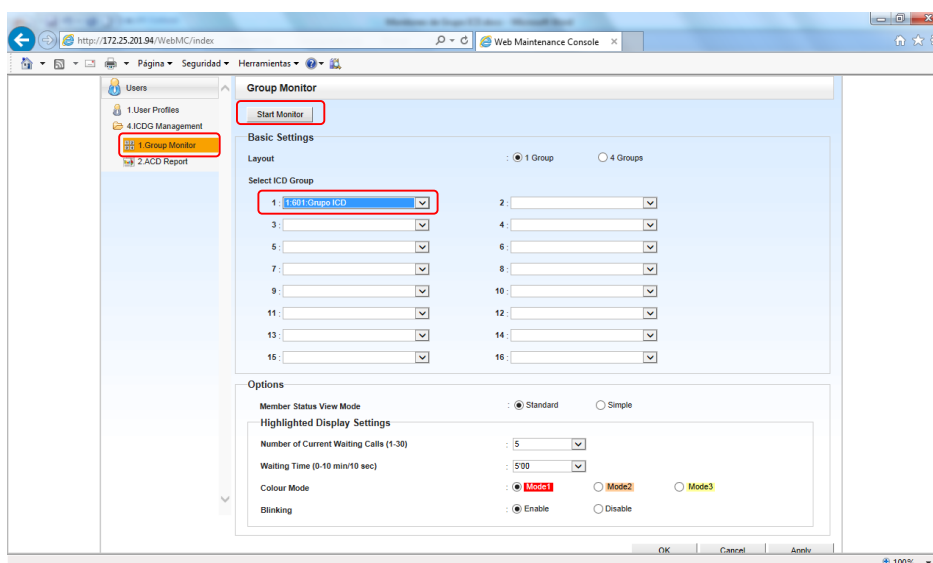 http://172.25.201.94/WebMC/index
Web Maintenance Console
Página Seguridad Herramientas
Users
1.User Profiles
4.ICDG Management
1.Group Monitor
2.ACD Report
Group Monitor
Start Monitor
Basic Settings
Layout : 1 Group 4 Groups
Select ICD Group
1 : 1:601:Grupo ICD 2 :
3 : 4 :
5 : 6 :
7 : 8 :
9 : 10 :
11 : 12 :
13 : 14 :
15 : 16 :
Options
Member Status View Mode : Standard Simple
Highlighted Display Settings
Number of Current Waiting Calls (1-30) : 5
Waiting Time (0-10 min/10 sec) : 5'00
Colour Mode : Mode1 Mode2 Mode3
Blinking : Enable Disable
OK Cancel Apply
100%